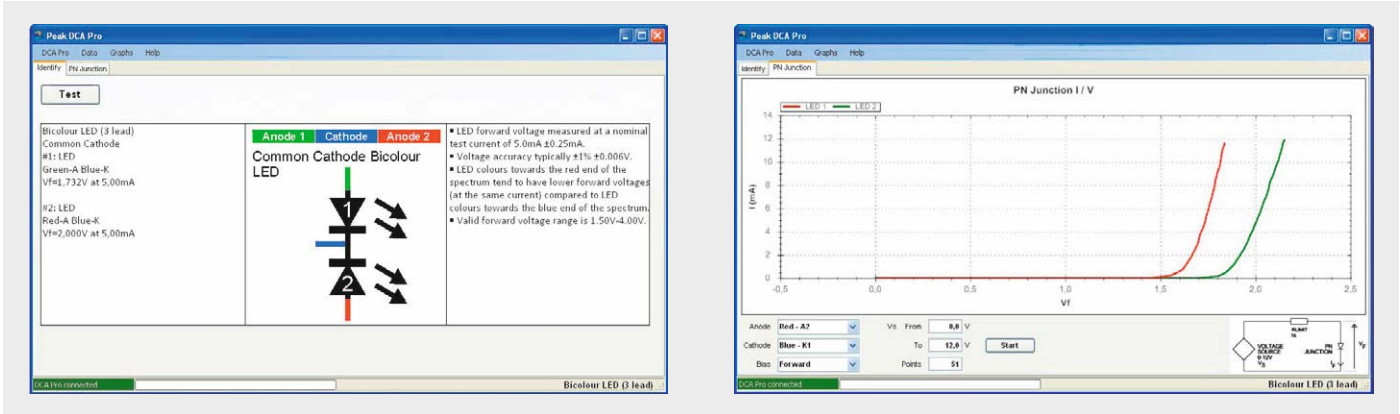 Peak DCA Pro
DCA Pro Data Graphs Help
Identify PN Junction
Test
Bicolour LED (3 lead)
Common Cathode
#1: LED
Green-A Blue-K
Vf=1,732V at 5,00mA
#2: LED
Red-A Blue-K
Vf=2,000V at 5,00mA
Anode 1 Cathode Anode 2
Common Cathode Bicolour
LED
1
2
▪ LED forward voltage measured at a nominal
test current of 5.0mA ±0.25mA.
▪ Voltage accuracy typically ±1% ±0.006V.
▪ LED colours towards the red end of the
spectrum tend to have lower forward voltages
(at the same current) compared to LED
colours towards the blue end of the spectrum.
▪ Valid forward voltage range is 1.50V-4.00V.
DCA Pro connected
Bicolour LED (3 lead)
Peak DCA Pro
DCA Pro Data Graphs Help
Identify PN Junction
PN Junction I / V
LED 1 LED 2
14
12
10
8
6
4
2
0
I (mA)
-0,5 0,0 0,5 1,0 1,5 2,0 2,5
Vf
Anode Red - A2 Vs From 0,0 V
Cathode Blue - K1 To 12,0 V Start
Bias Forward Points 51
RLIMIT
VOLTAGE
SOURCE
0-12V
VS
PN
JUNCTION
VF
IF
DCA Pro connected
Bicolour LED (3 lead)